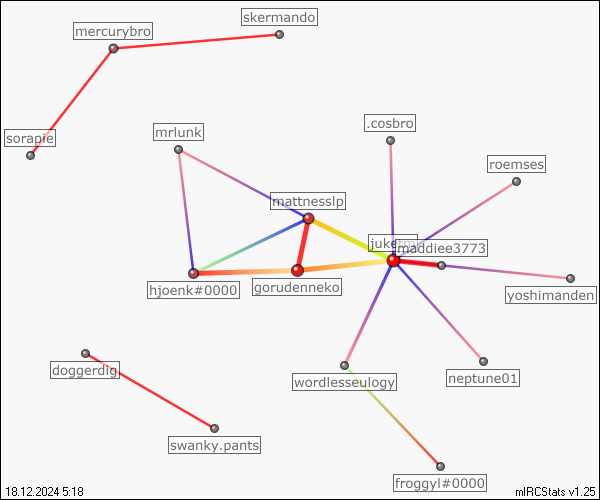 skermando
mercurybro
sorapie
mrlunk
.cosbro
roemses
mattnesslp
maddiee3773
hjoenk#0000
gorudenneko
yoshimanden
doggerdig
wordlesseulogy
neptune01
swanky.pants
froggyl#0000
18.12.2024 5:18
mIRCStats v1.25